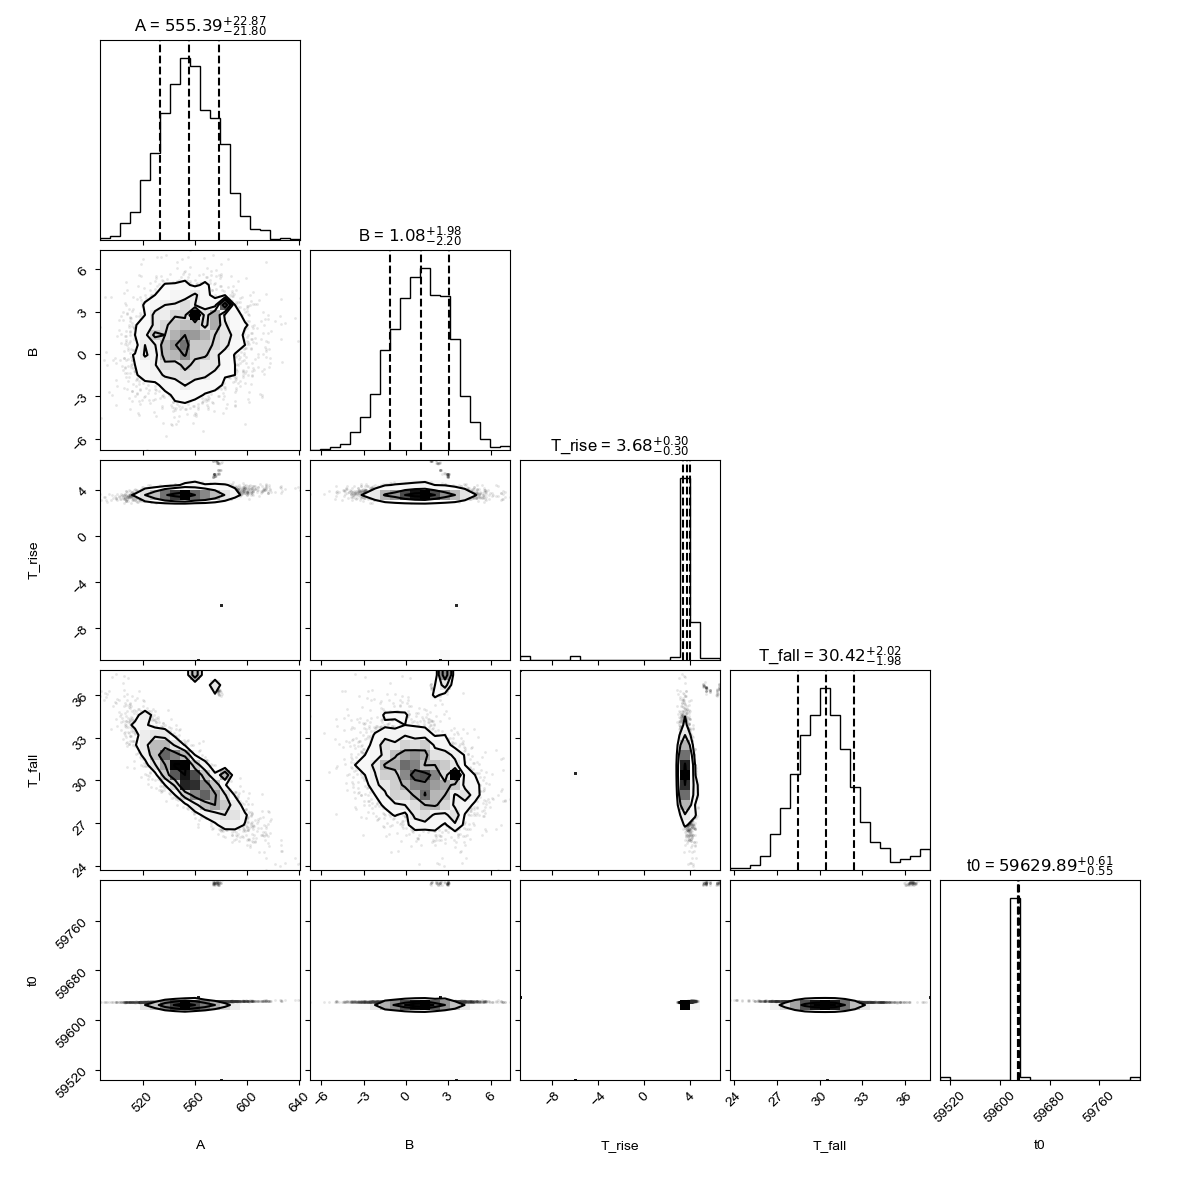 A = 555.39+22.87−21.80
B = 1.08+1.98−2.20
6
3
0
−3
−6
B
T_rise = 3.68+0.30−0.30
4
0
−4
−8
T_rise
T_fall = 30.42+2.02−1.98
36
33
30
27
24
T_fall
t0 = 59629.89+0.61−0.55
59760
59680
59600
59520
t0
520
560
600
640
−6
−3
0
3
6
−8
−4
0
4
24
27
30
33
36
59520
59600
59680
59760
A
B
T_rise
T_fall
t0